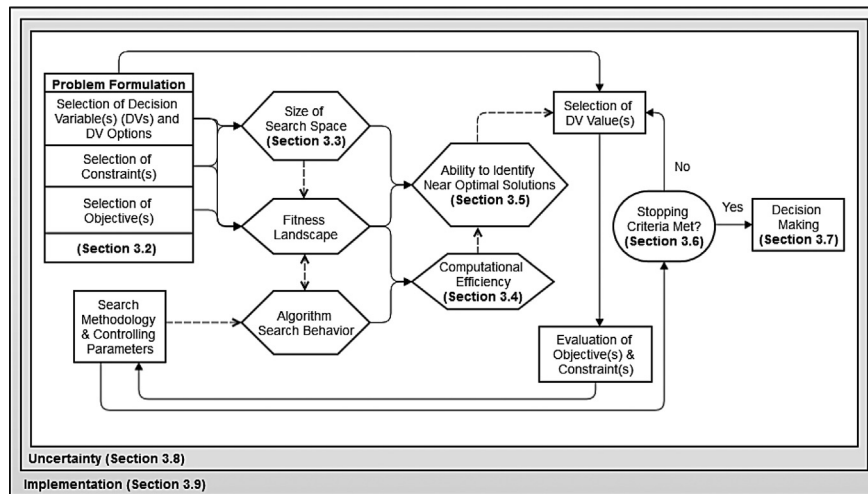 Problem Formulation
Selection of Decision
Variable(s) (DVs) and
DV Options
Selection of
Constraint(s)
Selection of
Objective(s)
(Section 3.2)
Size of
Search Space
(Section 3.3)
Fitness
Landscape
Algorithm
Search Behavior
Search
Methodology
& Controlling
Parameters
Ability to Identify
Near Optimal Solutions
(Section 3.5)
Computational
Efficiency
(Section 3.4)
Selection of
DV Value(s)
Evaluation of
Objective(s) &
Constraint(s)
No
Stopping
Criteria Met?
(Section 3.6)
Yes
Decision
Making
(Section 3.7)
Uncertainty (Section 3.8)
Implementation (Section 3.9)